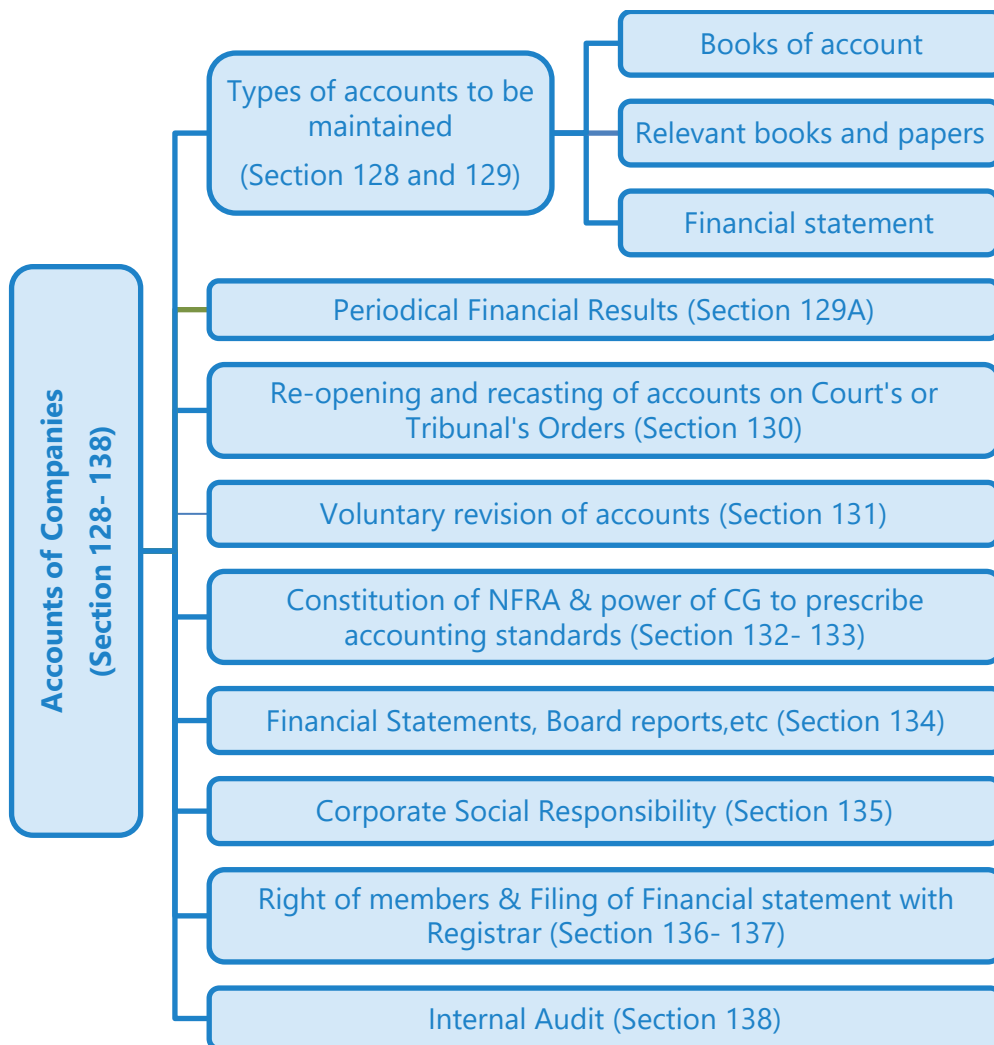 Accounts of Companies
(Section 128- 138)
Types of accounts to be
maintained
(Section 128 and 129)
Books of account
Relevant books and papers
Financial statement
Periodical Financial Results (Section 129A)
Re-opening and recasting of accounts on Court's or
Tribunal's Orders (Section 130)
Voluntary revision of accounts (Section 131)
Constitution of NFRA & power of CG to prescribe
accounting standards (Section 132- 133)
Financial Statements, Board reports,etc (Section 134)
Corporate Social Responsibility (Section 135)
Right of members & Filing of Financial statement with
Registrar (Section 136- 137)
Internal Audit (Section 138)